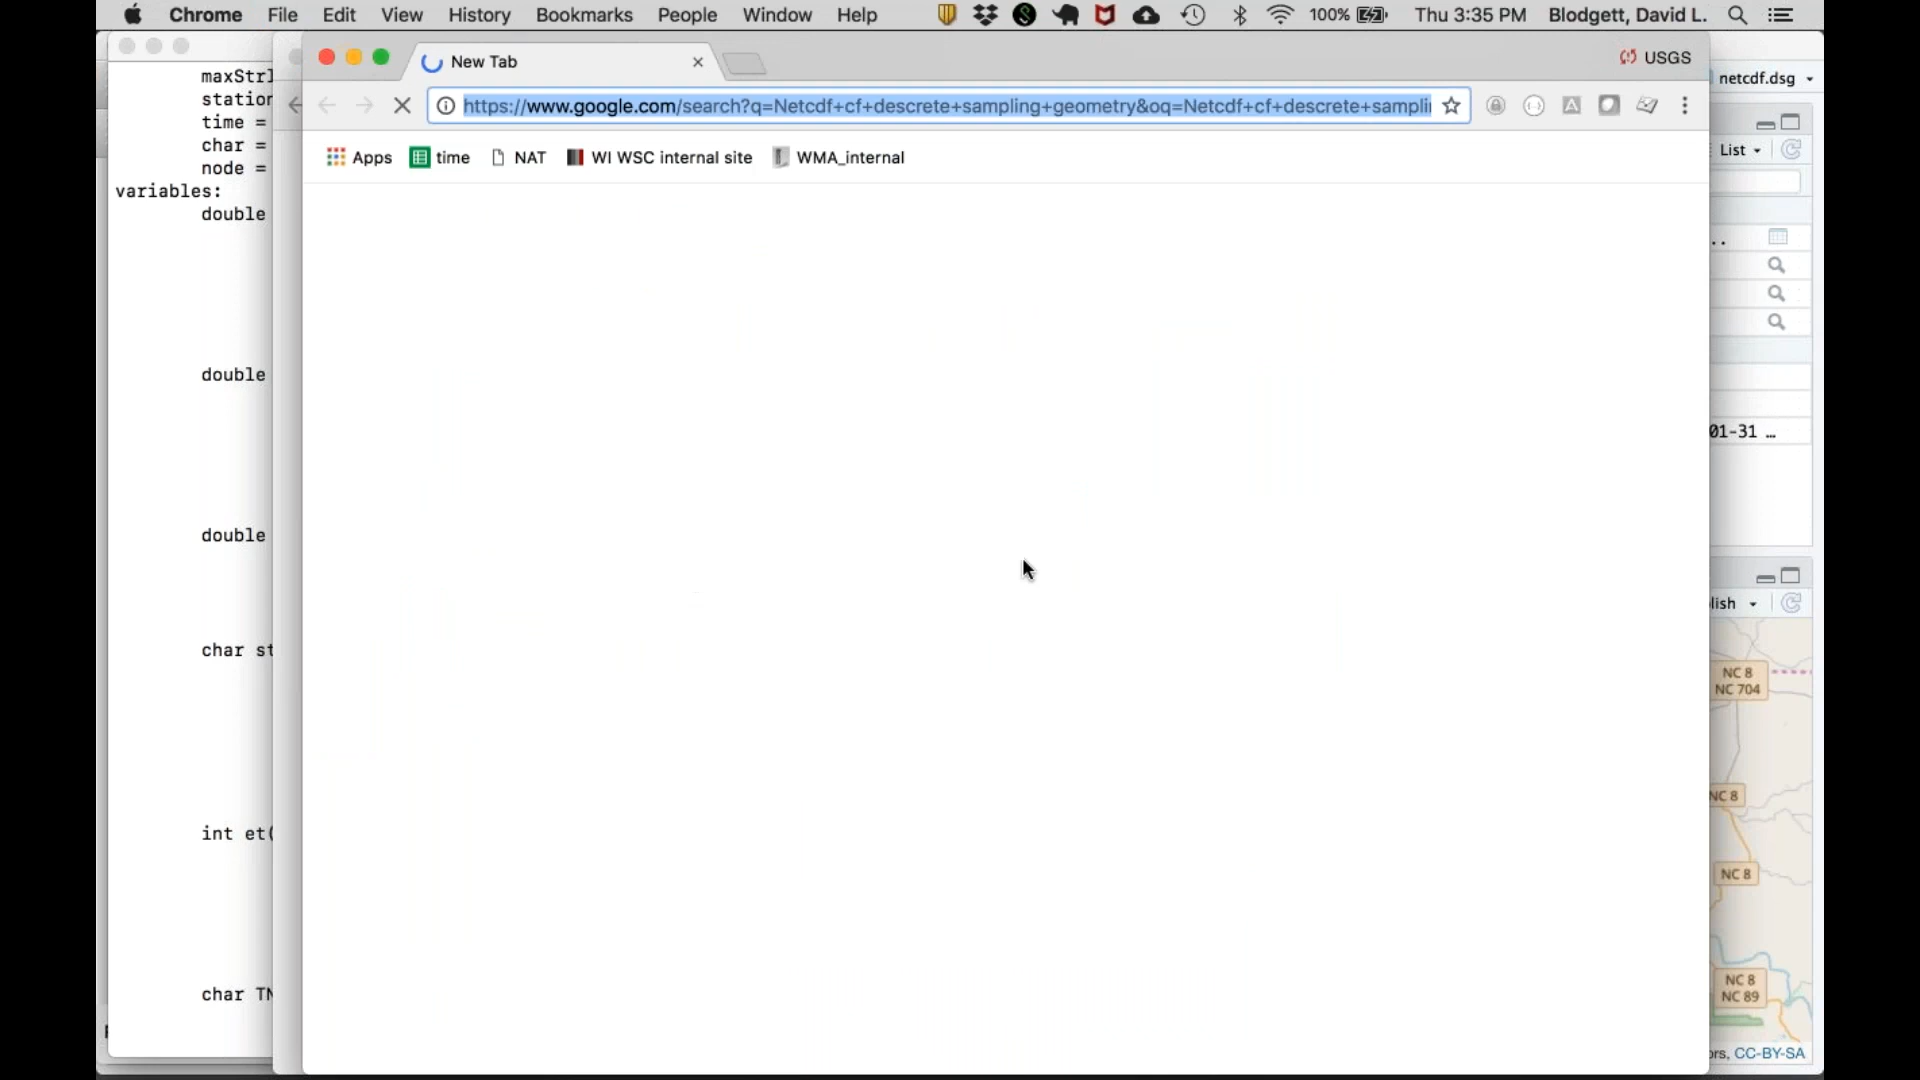 Chrome File Edit View History Bookmarks People Window Help 100% Thu 3:35 PM Blodgett, David L.
New Tab
USGS
https://www.google.com/search?q=Netcdf+cf+descrete+sampling+geometry&oq=Netcdf+cf+descrete+sampli
Apps time NAT WI WSC internal site WMA_internal
maxStrl
station
time =
char =
node =
variables:
double
double
double
char st
int et(
char TN
netcdf.dsg
List
..
01-31 …
lish
NC 8
NC 704
NC 8
NC 8
NC 8
NC 89
ors, CC-BY-SA